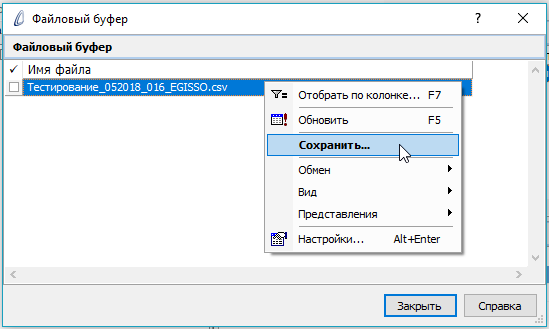 Файловый буфер
Файловый буфер
✓ Имя файла
Тестирование_052018_016_EGISSO.csv
Отобрать по колонке... F7
Обновить F5
Сохранить...
Обмен
Вид
Представления
Настройки... Alt+Enter
Закрыть Справка